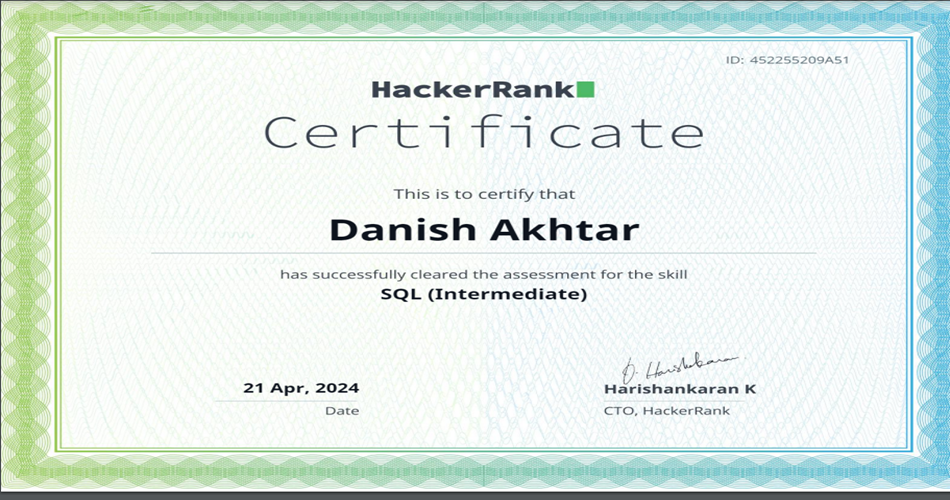 ID: 452255209A51
HackerRank
Certificate
This is to certify that
Danish Akhtar
has successfully cleared the assessment for the skill
SQL (Intermediate)
21 Apr, 2024
Date
Harishankaran K
CTO, HackerRank